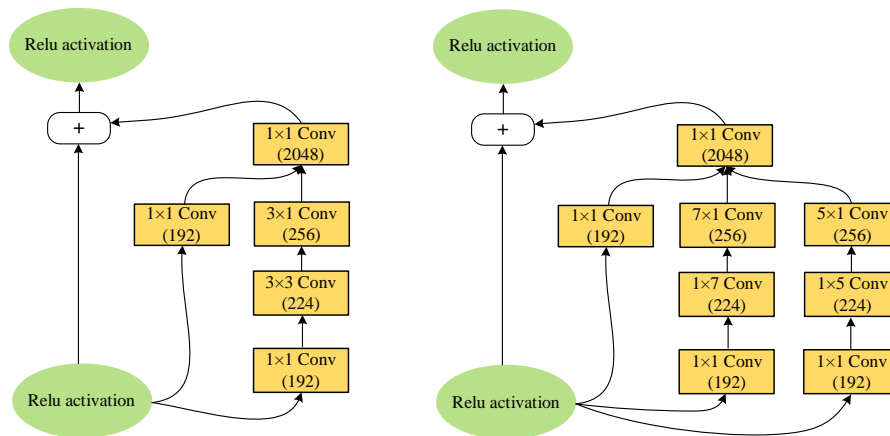 Relu activation
+
1×1 Conv
(2048)
1×1 Conv
(192)
3×1 Conv
(256)
3×3 Conv
(224)
1×1 Conv
(192)
Relu activation
Relu activation
+
1×1 Conv
(2048)
1×1 Conv
(192)
7×1 Conv
(256)
5×1 Conv
(256)
1×7 Conv
(224)
1×5 Conv
(224)
1×1 Conv
(192)
1×1 Conv
(192)
Relu activation